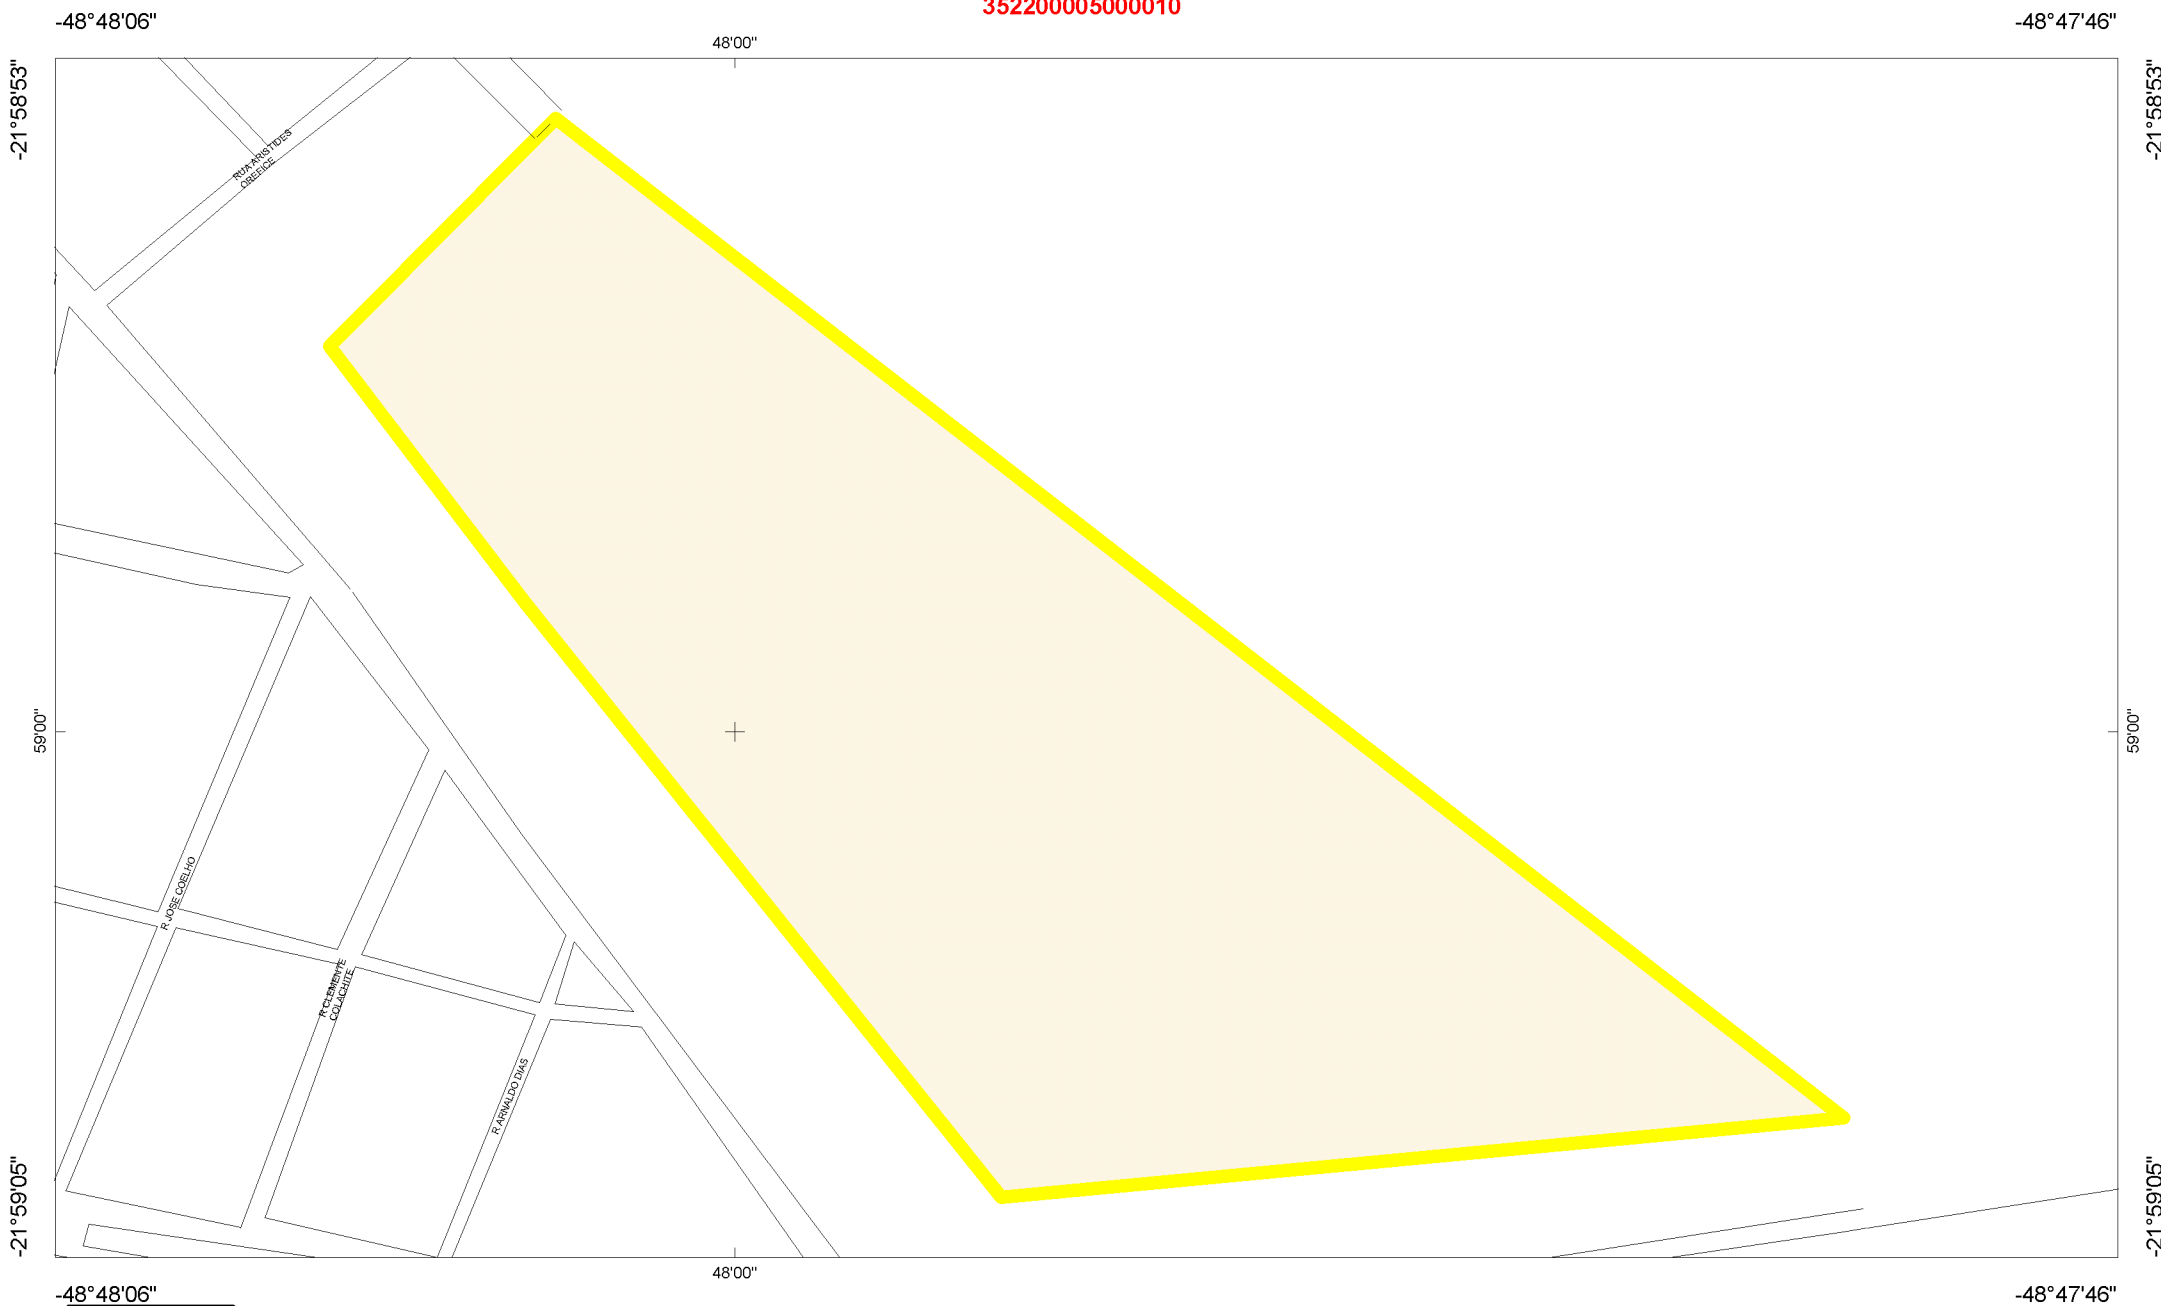 352200005000010
-48°48'06"
-48°47'46"
48'00"
-21°58'53"
-21°58'53"
RUA ARISTIDES
OREFICE
59'00"
59'00"
R JOSE COELHO
R CLEMENTE
COLACHITE
R ARNALDO DIAS
-21°59'05"
-21°59'05"
48'00"
-48°48'06"
-48°47'46"